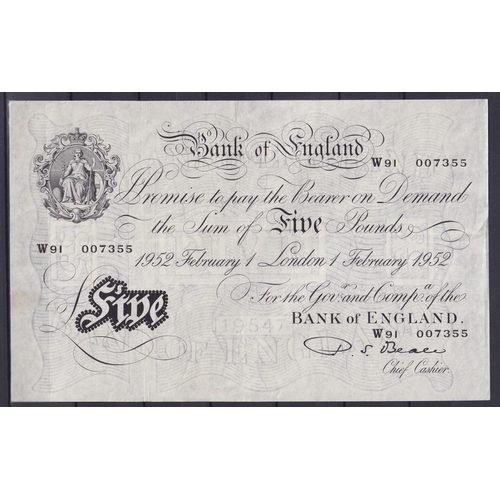 Bank of England
W91 007355
I Promise to pay the Bearer on Demand
the Sum of Five Pounds
W91 007355
1952 February 1 London 1 February 1952
For the Govr. and Compa. of the
BANK OF ENGLAND.
W91 007355
£Five
P. S. Beale
Chief Cashier.